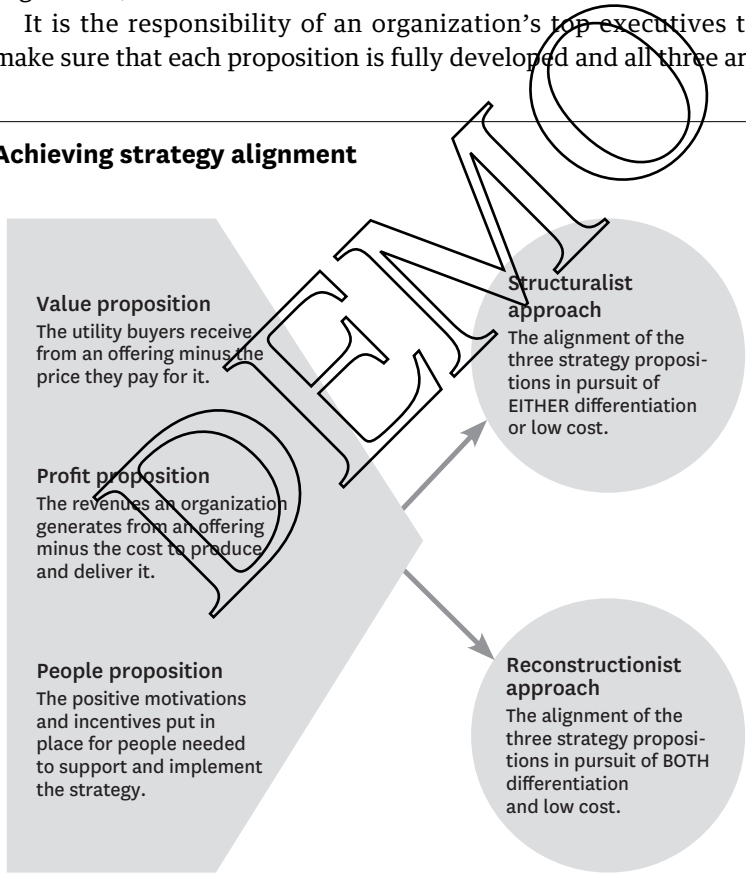 It is the responsibility of an organization's top executives t
make sure that each proposition is fully developed and all three ar
Achieving strategy alignment
Value proposition
The utility buyers receive
from an offering minus the
price they pay for it.
Profit proposition
The revenues an organization
generates from an offering
minus the cost to produce
and deliver it.
People proposition
The positive motivations
and incentives put in
place for people needed
to support and implement
the strategy.
Structuralist
approach
The alignment of the
three strategy proposi-
tions in pursuit of
EITHER differentiation
or low cost.
Reconstructionist
approach
The alignment of the
three strategy proposi-
tions in pursuit of BOTH
differentiation
and low cost.
DEMO